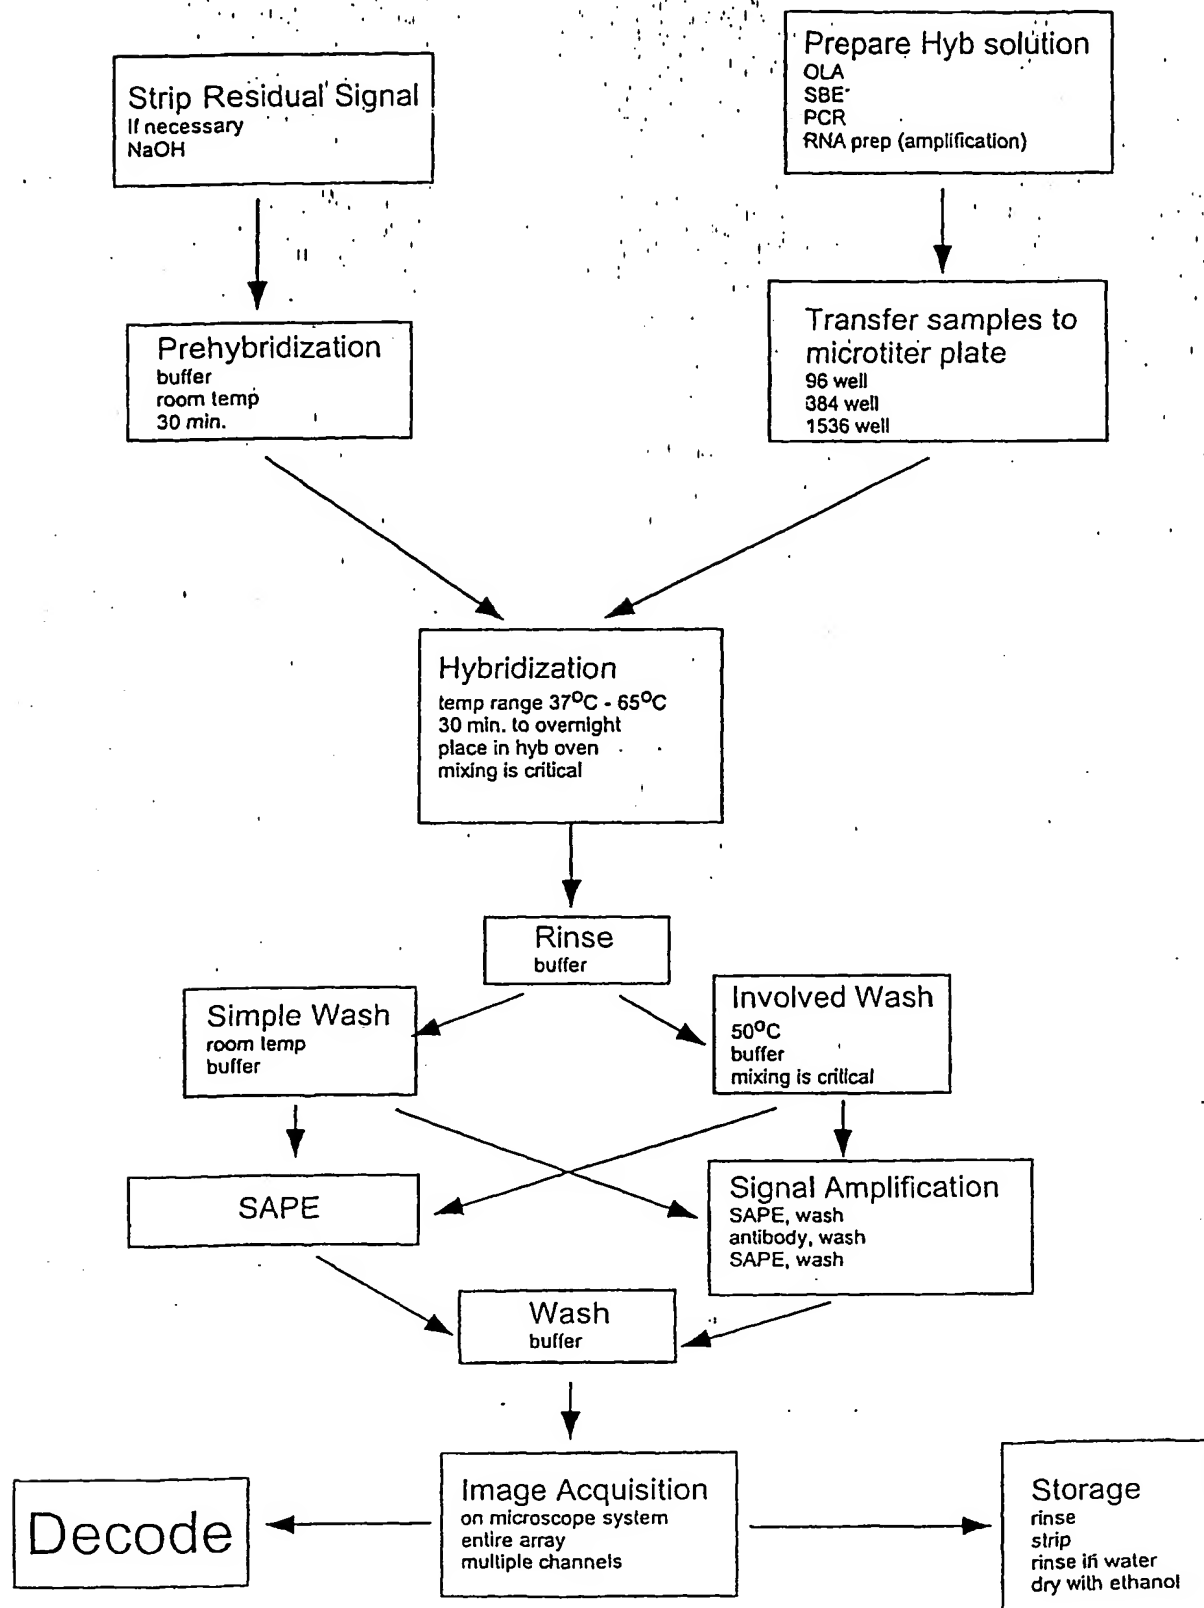 Strip Residual Signal
If necessary
NaOH
Prepare Hyb solution
OLA
SBE
PCR
RNA prep (amplification)
Prehybridization
buffer
room temp
30 min.
Transfer samples to
microtiter plate
96 well
384 well
1536 well
Hybridization
temp range 37°C - 65°C
30 min. to overnight
place in hyb oven
mixing is critical
Rinse
buffer
Simple Wash
room temp
buffer
Involved Wash
50°C
buffer
mixing is critical
SAPE
Signal Amplification
SAPE, wash
antibody, wash
SAPE, wash
Wash
buffer
Decode
Image Acquisition
on microscope system
entire array
multiple channels
Storage
rinse
strip
rinse in water
dry with ethanol